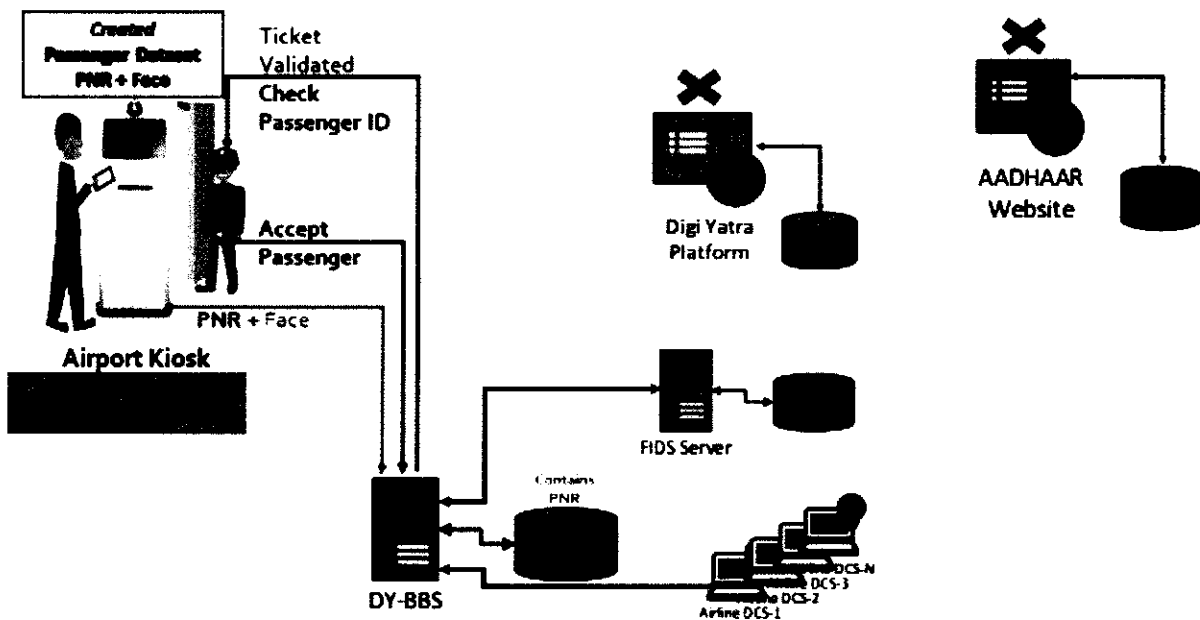 Created
Passenger Dataset
PNR + Face
Ticket
Validated
Check
Passenger ID
Accept
Passenger
PNR + Face
Airport Kiosk
Digi Yatra
Platform
AADHAAR
Website
FIDS Server
Contains
PNR
DY-BBS
DCS-N
DCS-3
DCS-2
Airline DCS-1